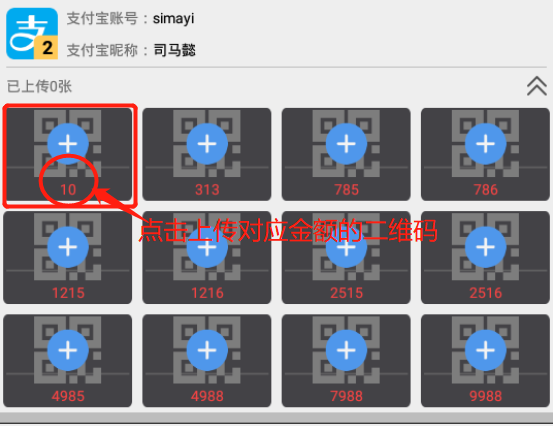 支付宝账号：simayi
支 2
支付宝昵称：司马懿
已上传0张
10 313 785 786
点击上传对应金额的二维码
1215 1216 2515 2516
4985 4988 7988 9988